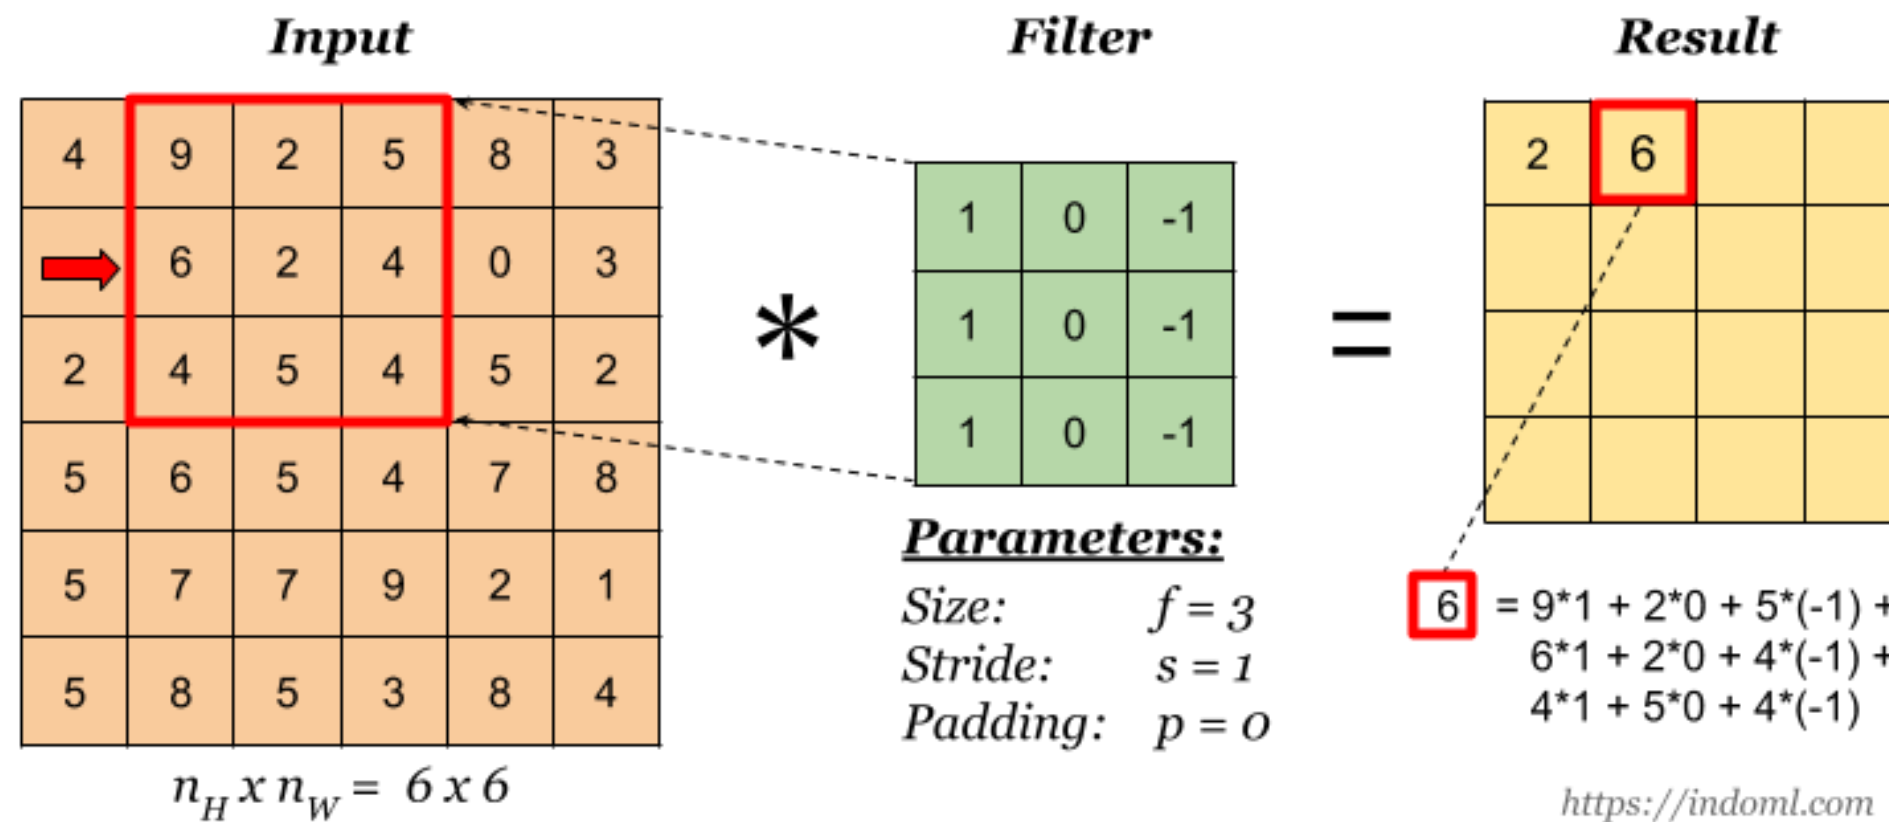 Input Filter Result
4 9 2 5 8 3
6 2 4 0 3
2 4 5 4 5 2
5 6 5 4 7 8
5 7 7 9 2 1
5 8 5 3 8 4
n_H x n_W = 6 x 6
*
1 0 -1
1 0 -1
1 0 -1
Parameters:
Size: f = 3
Stride: s = 1
Padding: p = 0
=
2 6
6 = 9*1 + 2*0 + 5*(-1) +
6*1 + 2*0 + 4*(-1) +
4*1 + 5*0 + 4*(-1)
https://indoml.com